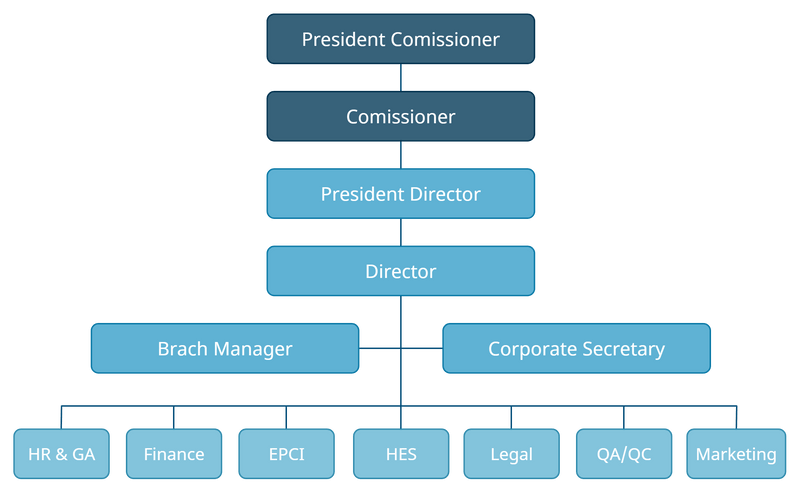 President Comissioner
Comissioner
President Director
Director
Brach Manager
Corporate Secretary
HR & GA
Finance
EPCI
HES
Legal
QA/QC
Marketing